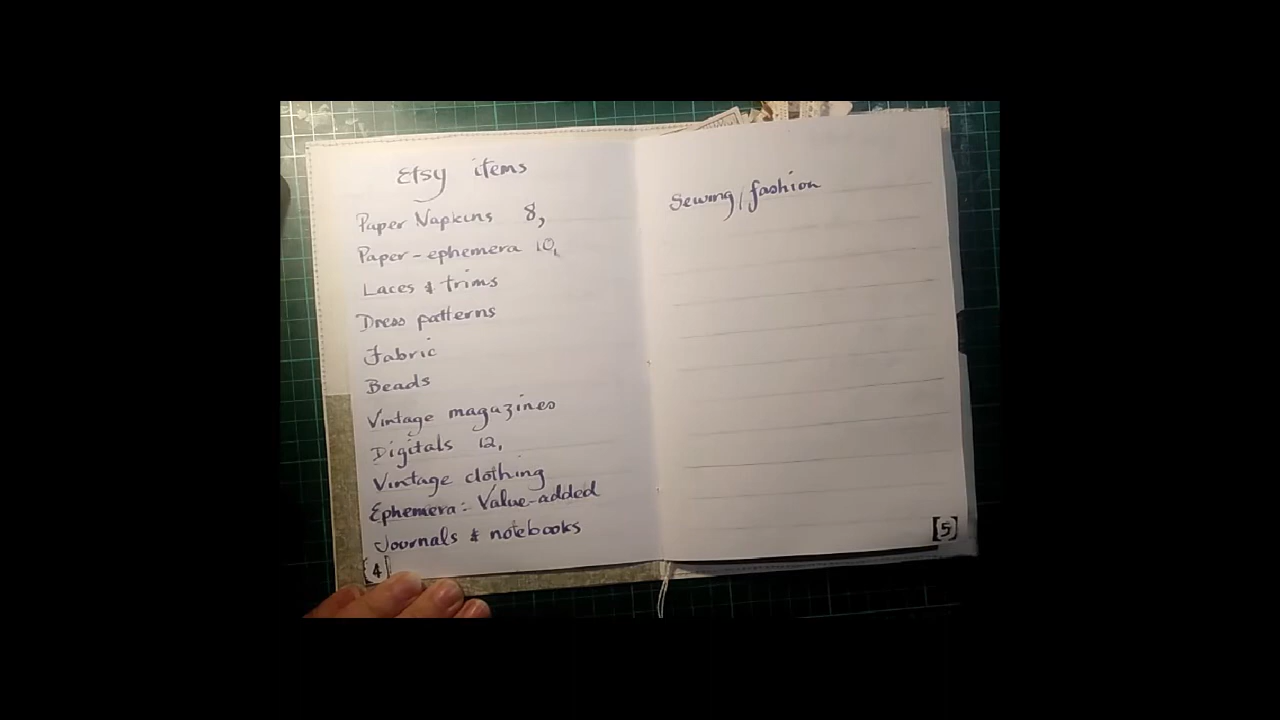 Etsy items
Paper Napkins 8,
Paper-ephemera 10,
Laces & trims
Dress patterns
Fabric
Beads
Vintage magazines
Digitals 12,
Vintage clothing
Ephemera: Value-added
Journals & notebooks
[4]
Sewing/fashion
[5]